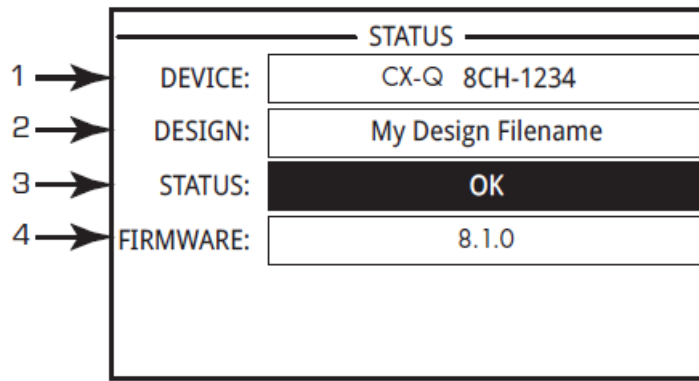 STATUS
1 DEVICE: CX-Q 8CH-1234
2 DESIGN: My Design Filename
3 STATUS: OK
4 FIRMWARE: 8.1.0